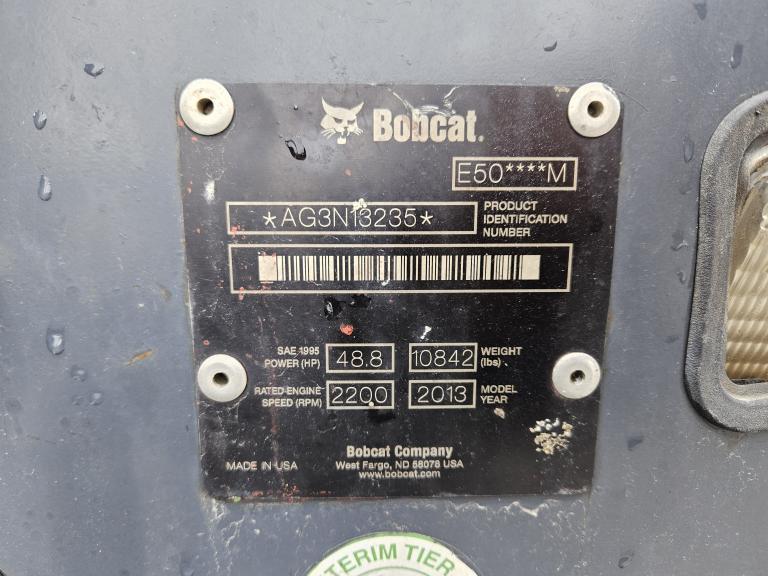 Bobcat.
E50****M
*AG3N13235*
PRODUCT
IDENTIFICATION
NUMBER
SAE 1995
POWER (HP)
48.8
10842
WEIGHT
(lbs)
RATED ENGINE
SPEED (RPM)
2200
2013
MODEL
YEAR
Bobcat Company
MADE IN USA
West Fargo, ND 58078 USA
www.bobcat.com
TERIM TIER